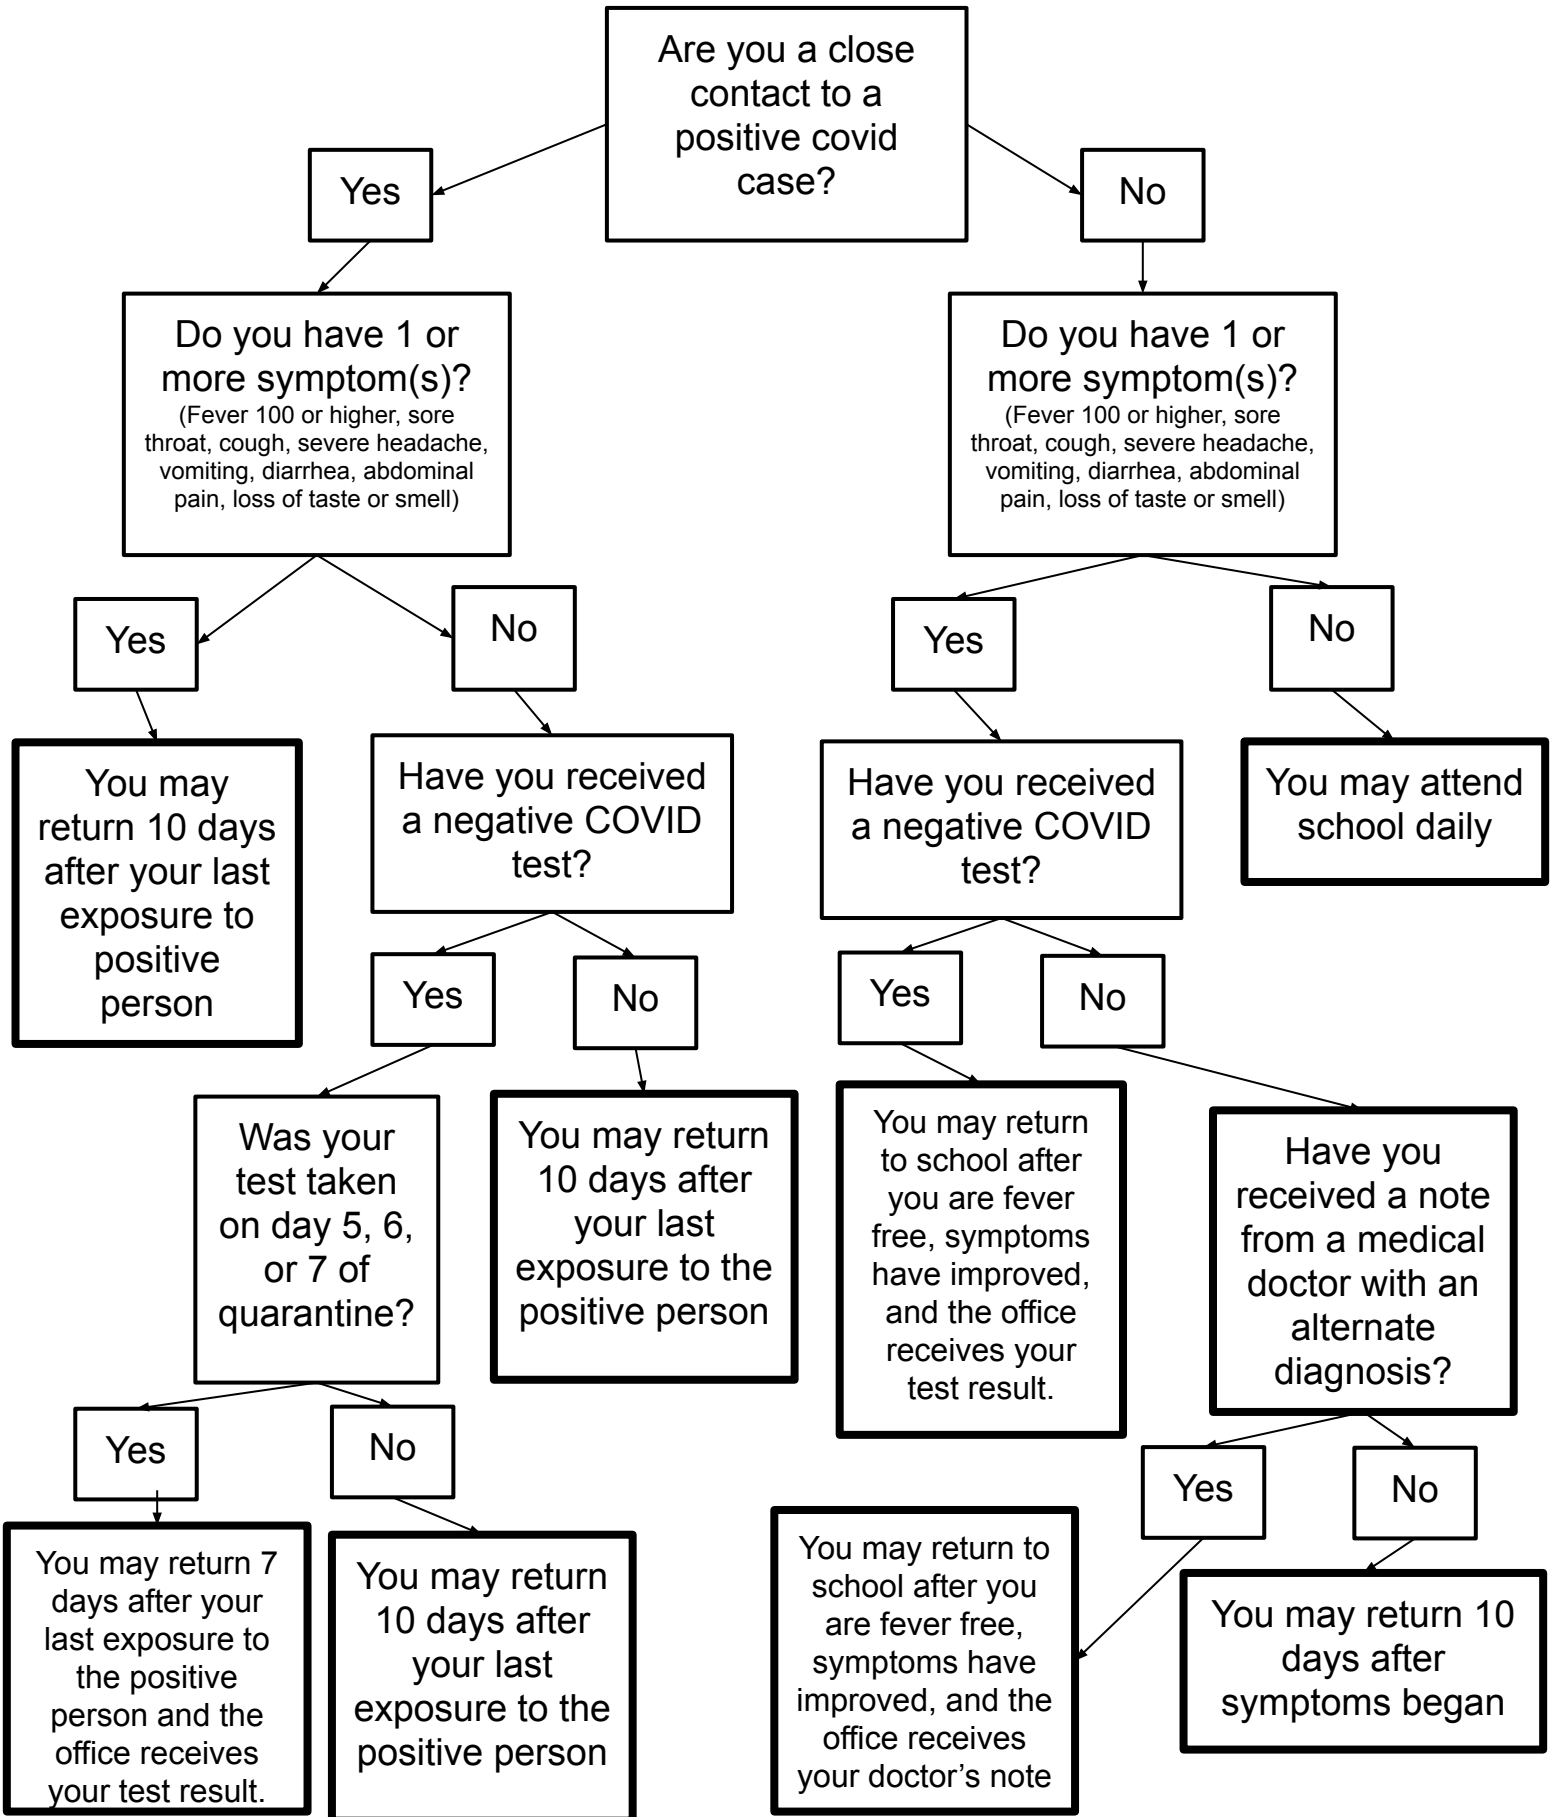 Are you a close
contact to a
positive covid
case?
Yes
No
Do you have 1 or
more symptom(s)?
(Fever 100 or higher, sore
throat, cough, severe headache,
vomiting, diarrhea, abdominal
pain, loss of taste or smell)
Do you have 1 or
more symptom(s)?
(Fever 100 or higher, sore
throat, cough, severe headache,
vomiting, diarrhea, abdominal
pain, loss of taste or smell)
Yes
No
Yes
No
You may
return 10 days
after your last
exposure to
positive
person
Have you received
a negative COVID
test?
Have you received
a negative COVID
test?
You may attend
school daily
Yes
No
Yes
No
Was your
test taken
on day 5, 6,
or 7 of
quarantine?
You may return
10 days after
your last
exposure to the
positive person
You may return
to school after
you are fever
free, symptoms
have improved,
and the office
receives your
test result.
Have you
received a note
from a medical
doctor with an
alternate
diagnosis?
Yes
No
Yes
No
You may return 7
days after your
last exposure to
the positive
person and the
office receives
your test result.
You may return
10 days after
your last
exposure to the
positive person
You may return to
school after you
are fever free,
symptoms have
improved, and the
office receives
your doctor’s note
You may return 10
days after
symptoms began